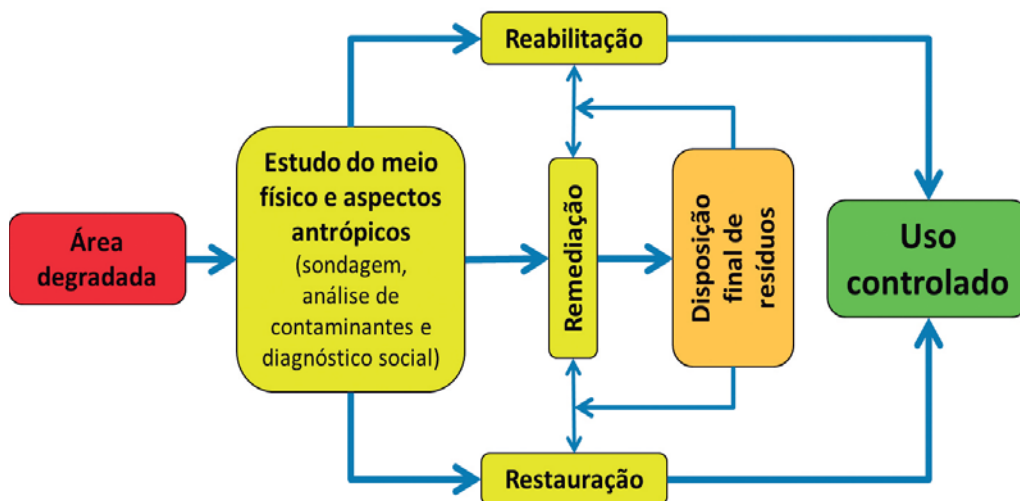 Reabilitação
Área
degradada
Estudo do meio
físico e aspectos
antrópicos
(sondagem,
análise de
contaminantes e
diagnóstico social)
Remediação
Disposição
final de
resíduos
Uso
controlado
Restauração